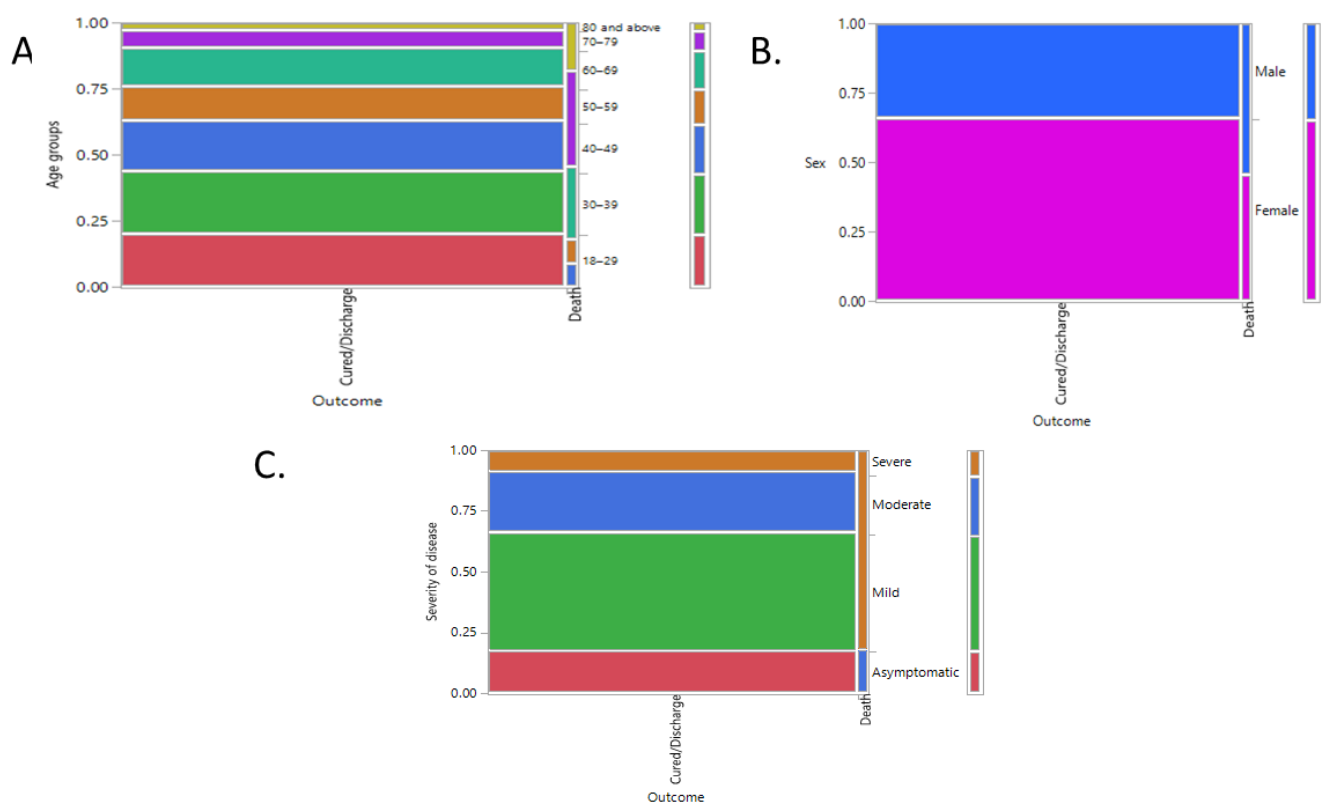 A
1.00
0.75
0.50
0.25
0.00
Age groups
80 and above
70–79
60–69
50–59
40–49
30–39
18–29
Cured/Discharge
Death
Outcome
B.
1.00
0.75
0.50
0.25
0.00
Sex
Male
Female
Cured/Discharge
Death
Outcome
C.
1.00
0.75
0.50
0.25
0.00
Severity of disease
Severe
Moderate
Mild
Asymptomatic
Cured/Discharge
Death
Outcome